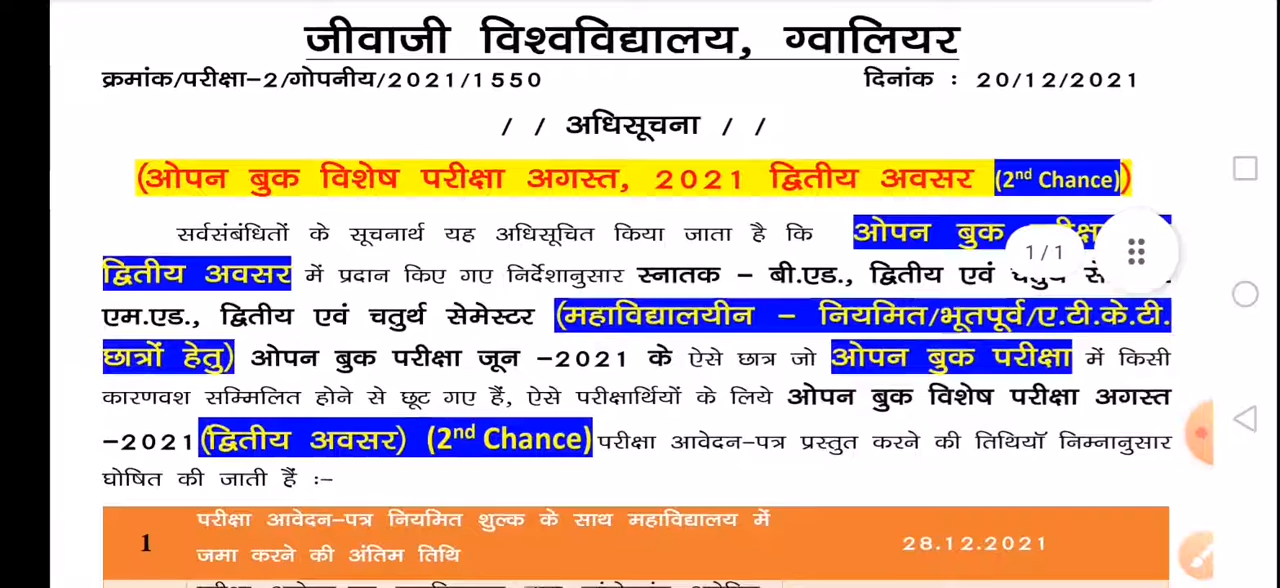 जीवाजी विश्वविद्यालय, ग्वालियर
क्रमांक/परीक्षा-2/गोपनीय/2021/1550 दिनांक : 20/12/2021
/ / अधिसूचना / /
(ओपन बुक विशेष परीक्षा अगस्त, 2021 द्वितीय अवसर (2nd Chance))
सर्वसंबंधितों के सूचनार्थ यह अधिसूचित किया जाता है कि ओपन बुक
1/1
द्वितीय अवसर में प्रदान किए गए निर्देशानुसार स्नातक – बी.एड., द्वितीय एवं चतुर्थ
एम.एड., द्वितीय एवं चतुर्थ सेमेस्टर (महाविद्यालयीन – नियमित/भूतपूर्व/ए.टी.के.टी.
छात्रों हेतु) ओपन बुक परीक्षा जून -2021 के ऐसे छात्र जो ओपन बुक परीक्षा में किसी
कारणवश सम्मिलित होने से छूट गए हैं, ऐसे परीक्षार्थियों के लिये ओपन बुक विशेष परीक्षा अगस्त
-2021 (द्वितीय अवसर) (2nd Chance) परीक्षा आवेदन-पत्र प्रस्तुत करने की तिथियॉ निम्नानुसार
घोषित की जाती हैं :-
1 परीक्षा आवेदन-पत्र नियमित शुल्क के साथ महाविद्यालय में
जमा करने की अंतिम तिथि 28.12.2021